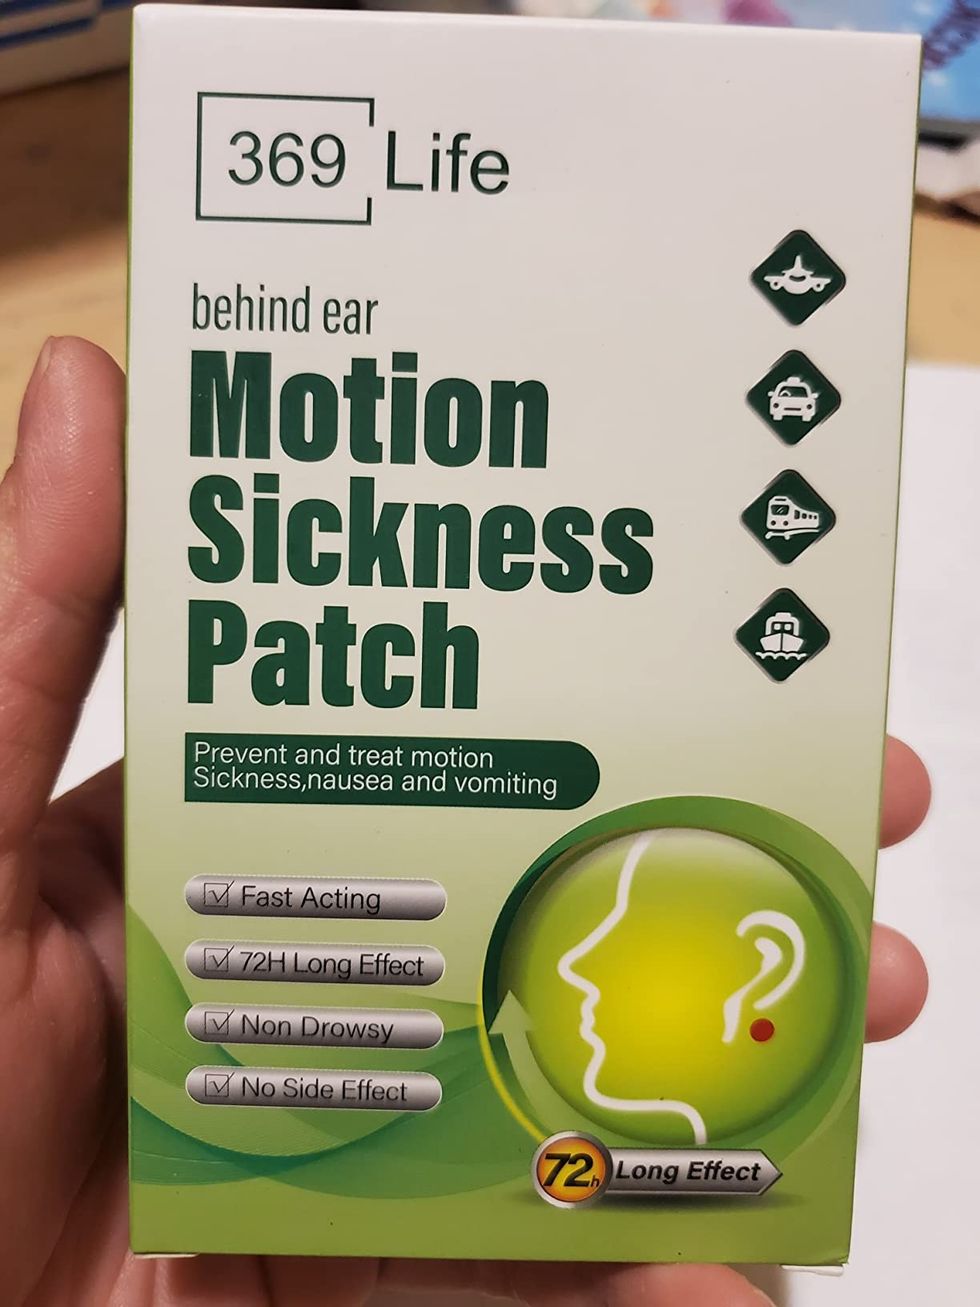 369 Life
behind ear
Motion
Sickness
Patch
Prevent and treat motion
Sickness,nausea and vomiting
Fast Acting
72H Long Effect
Non Drowsy
No Side Effect
72h Long Effect